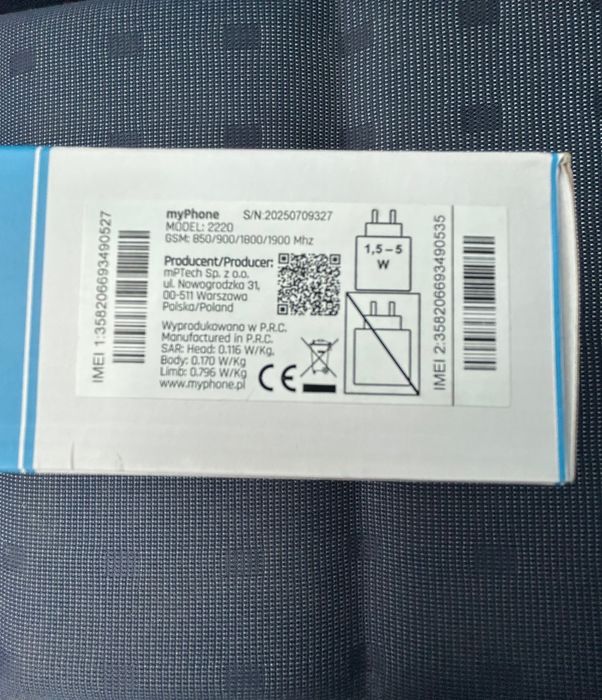 IMEI 1:358206693490527
myPhone S/N:20250709327
MODEL: 2220
GSM: 850/900/1800/1900 Mhz
Producent/Producer:
mPTech Sp. z o.o.
ul. Nowogrodzka 31,
00-511 Warszawa
Polska/Poland
Wyprodukowano w P.R.C.
Manufactured in P.R.C.
SAR: Head: 0.116 W/Kg,
Body: 0.170 W/Kg
Limb: 0.796 W/Kg
www.myphone.pl
CE
1,5-5
W
IMEI 2:358206693490535